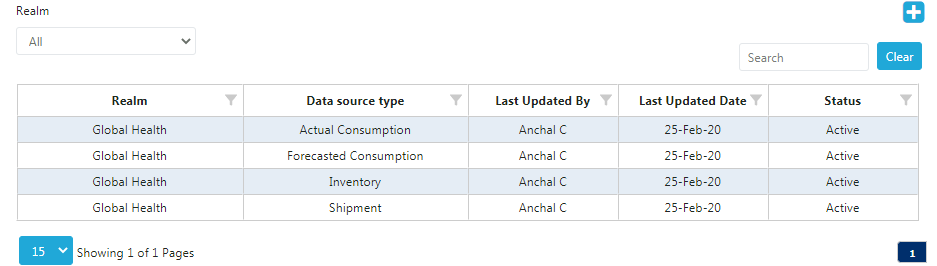 Realm
All
Search Clear
Realm Data source type Last Updated By Last Updated Date Status
Global Health Actual Consumption Anchal C 25-Feb-20 Active
Global Health Forecasted Consumption Anchal C 25-Feb-20 Active
Global Health Inventory Anchal C 25-Feb-20 Active
Global Health Shipment Anchal C 25-Feb-20 Active
15 Showing 1 of 1 Pages 1